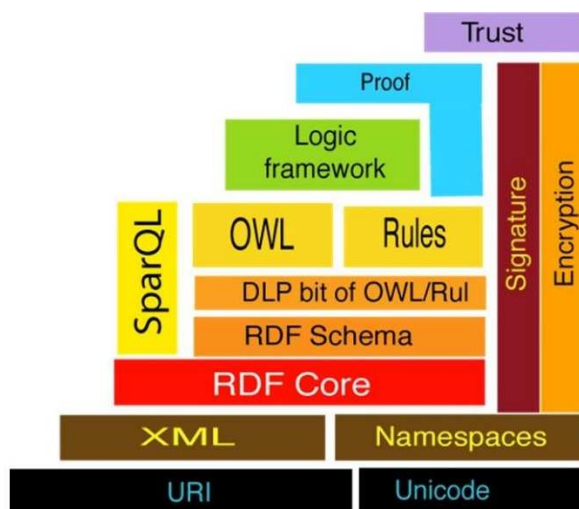 Trust
Proof
Logic
framework
SparQL
OWL
Rules
Signature
Encryption
DLP bit of OWL/Rul
RDF Schema
RDF Core
XML
Namespaces
URI
Unicode